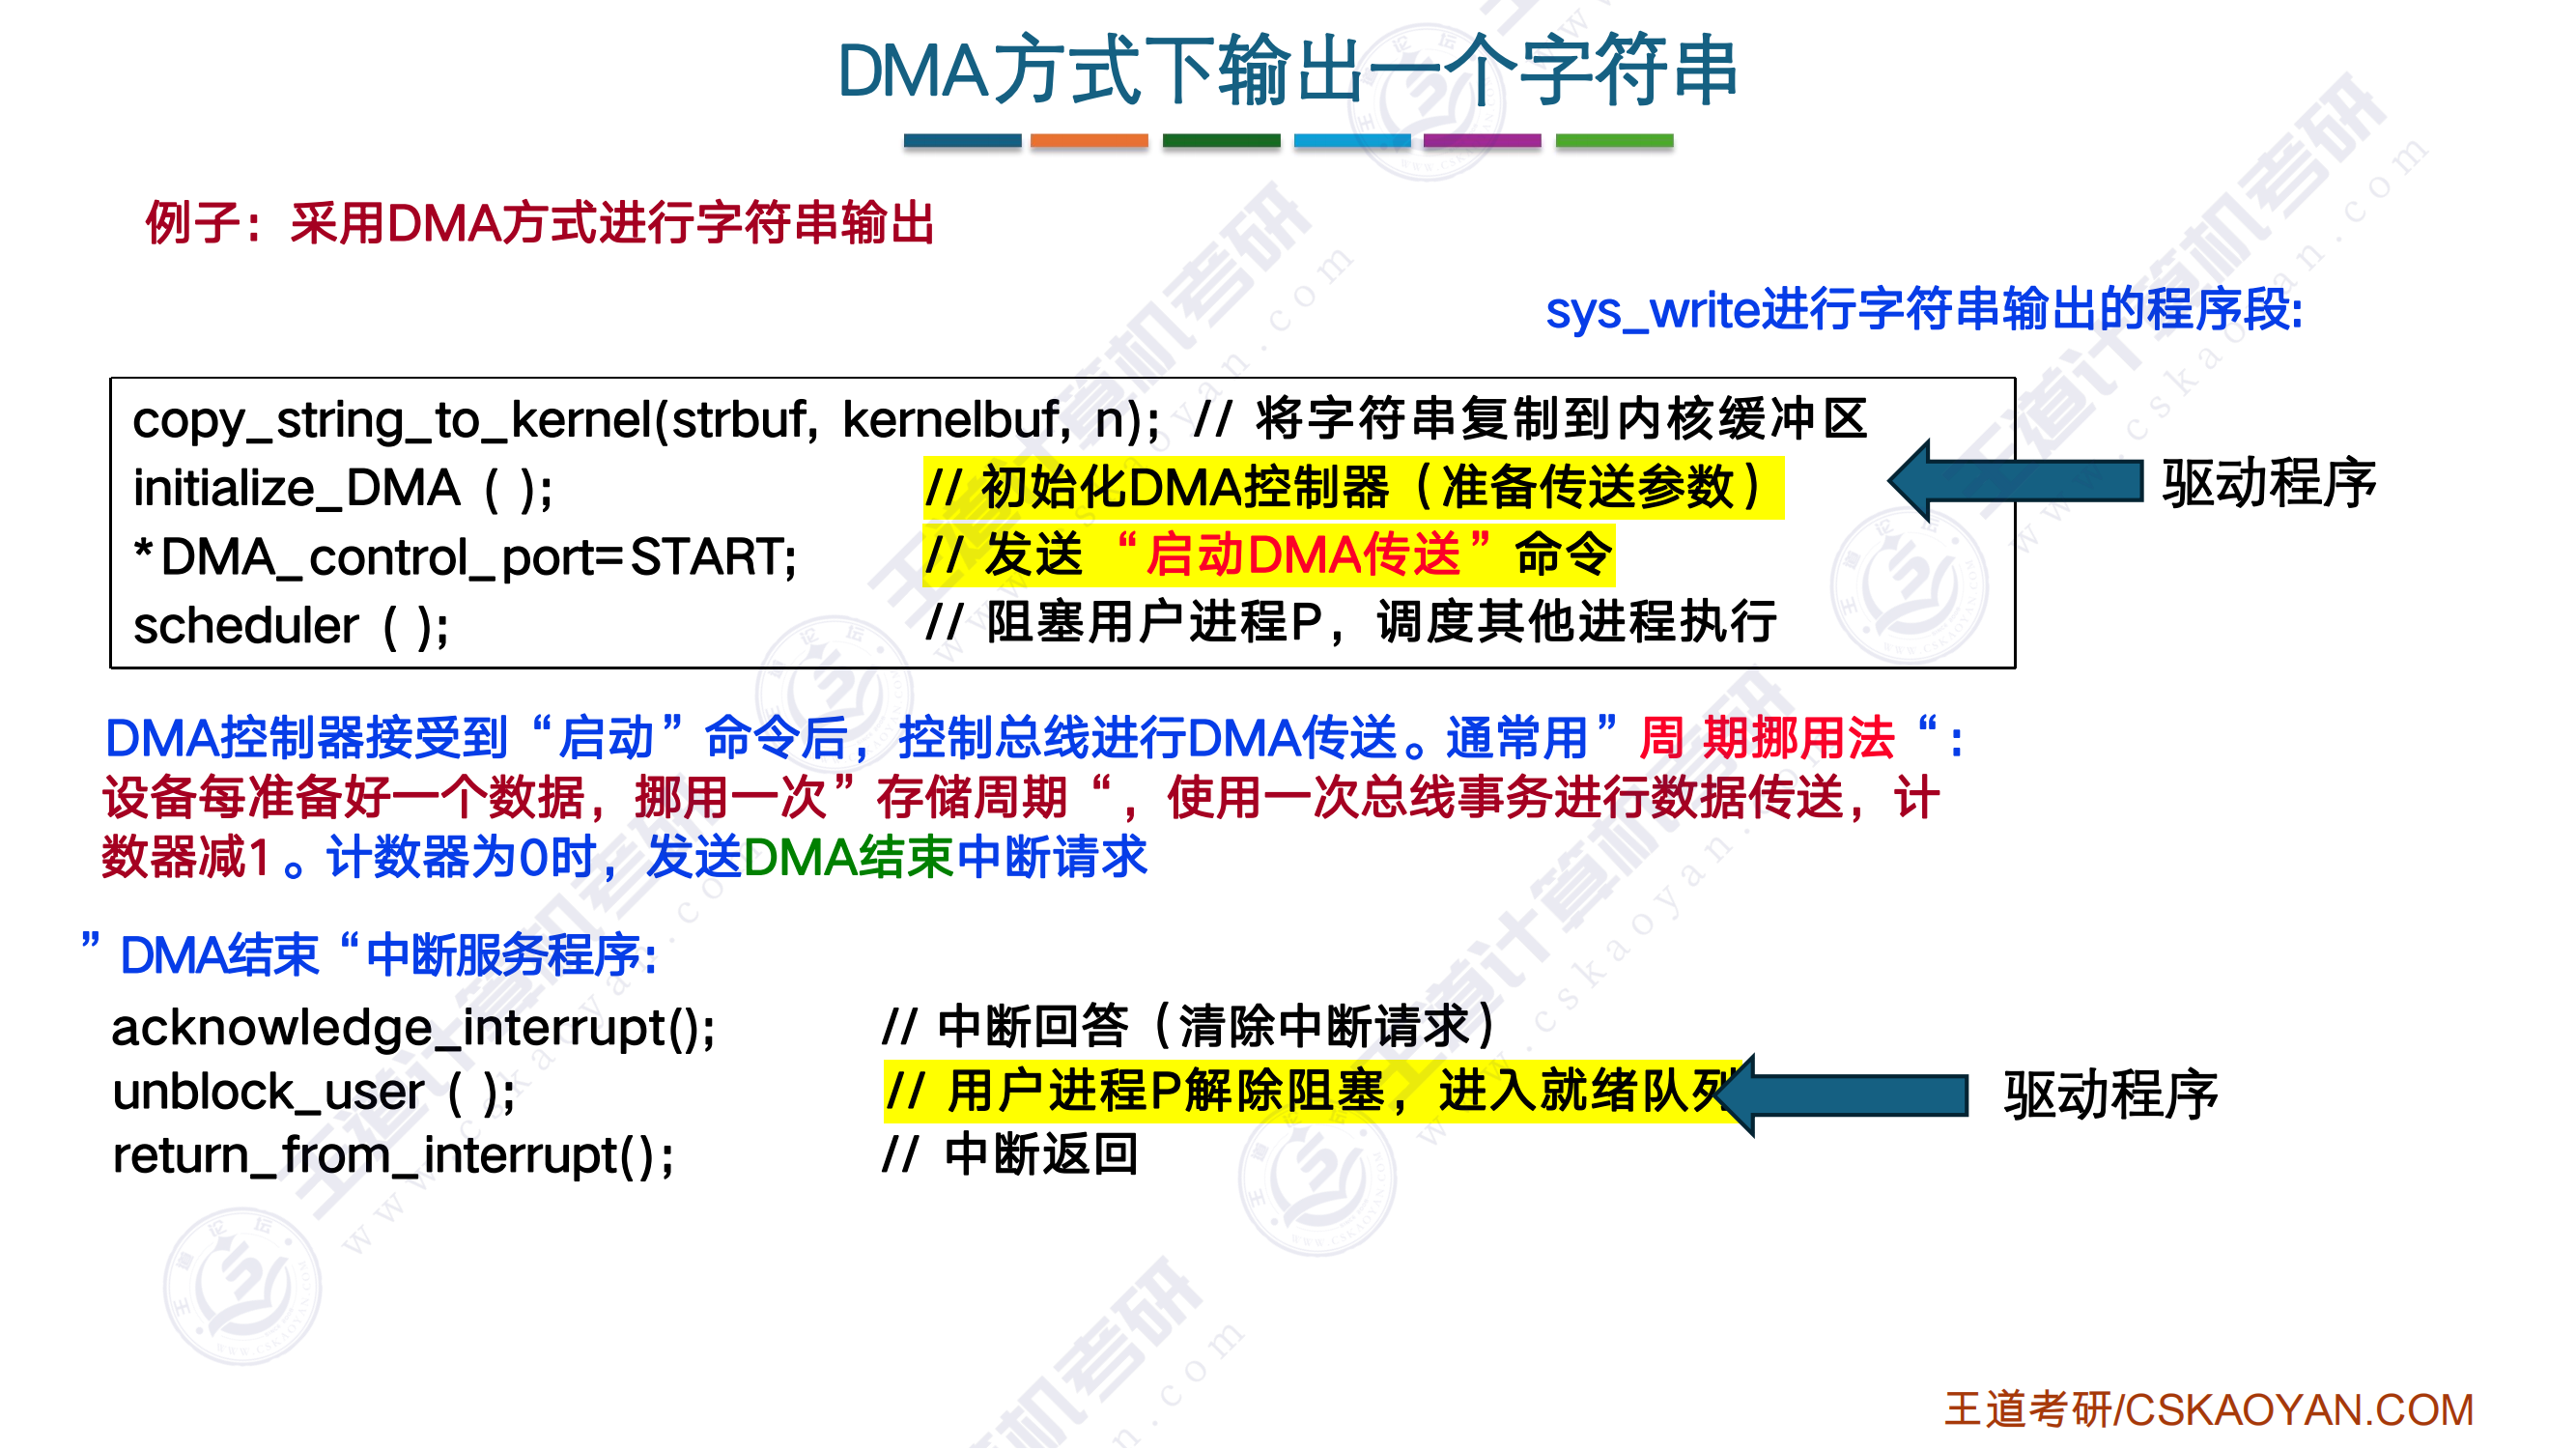 DMA方式下输出一个字符串
例子：采用DMA方式进行字符串输出
sys_write进行字符串输出的程序段:
copy_string_to_kernel(strbuf, kernelbuf, n); // 将字符串复制到内核缓冲区
initialize_DMA ( ); // 初始化DMA控制器（准备传送参数）
*DMA_control_port=START; // 发送“启动DMA传送”命令
scheduler ( ); // 阻塞用户进程P，调度其他进程执行
驱动程序
DMA控制器接受到“启动”命令后，控制总线进行DMA传送。通常用”周 期挪用法“：
设备每准备好一个数据，挪用一次”存储周期“，使用一次总线事务进行数据传送，计
数器减1。计数器为0时，发送DMA结束中断请求
”DMA结束“中断服务程序:
acknowledge_interrupt(); // 中断回答（清除中断请求）
unblock_user ( ); // 用户进程P解除阻塞，进入就绪队列
驱动程序
return_from_interrupt(); // 中断返回
王道考研/CSKAOYAN.COM
王道计算机考研
www.cskaoyan.com